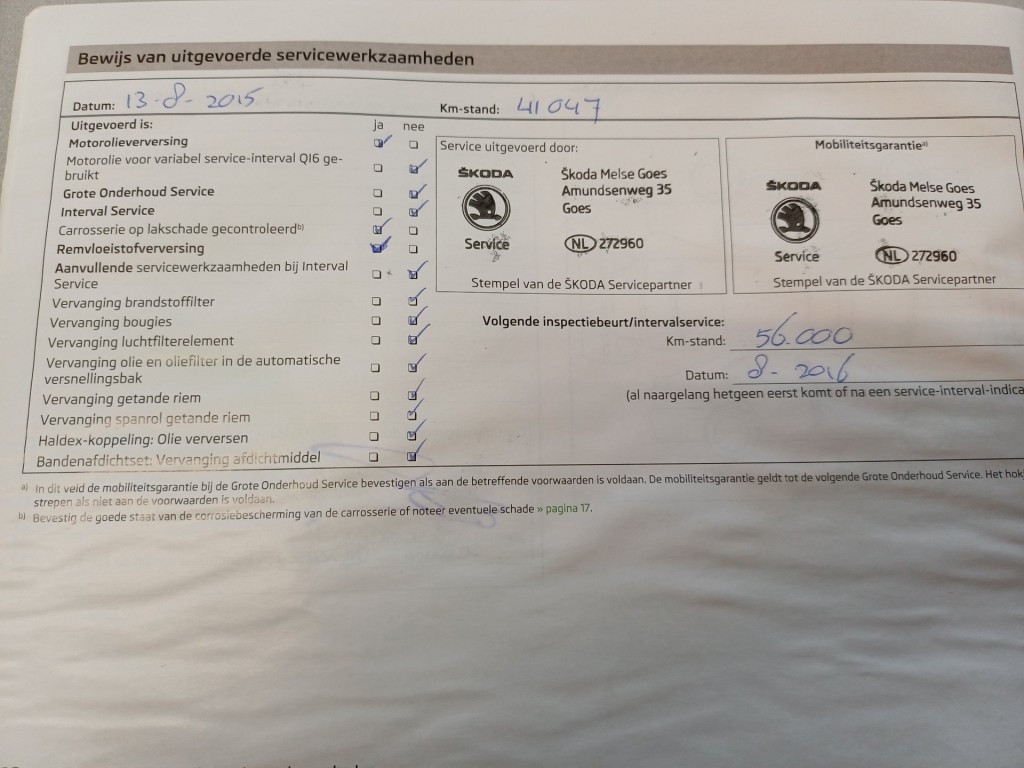 Bewijs van uitgevoerde servicewerkzaamheden
Datum: 13-8-2015
Km-stand: 41047
Uitgevoerd is:
ja nee
Motorolieverversing
Motorolie voor variabel service-interval QI6 ge-
bruikt
Grote Onderhoud Service
Interval Service
Carrosserie op lakschade gecontroleerd b)
Remvloeistofverversing
Aanvullende servicewerkzaamheden bij Interval
Service
Vervanging brandstoffilter
Vervanging bougies
Vervanging luchtfilterelement
Vervanging olie en oliefilter in de automatische
versnellingsbak
Vervanging getande riem
Vervanging spanrol getande riem
Haldex-koppeling: Olie verversen
Bandenafdichtset: Vervanging afdichtmiddel
Service uitgevoerd door:
ŠKODA
Service
Škoda Melse Goes
Amundsenweg 35
Goes
NL 272960
Stempel van de ŠKODA Servicepartner
Mobiliteitsgarantie a)
ŠKODA
Service
Škoda Melse Goes
Amundsenweg 35
Goes
NL 272960
Stempel van de ŠKODA Servicepartner
Volgende inspectiebeurt/intervalservice:
Km-stand: 56.000
Datum: 8-2016
(al naargelang hetgeen eerst komt of na een service-interval-indica
a) In dit veld de mobiliteitsgarantie bij de Grote Onderhoud Service bevestigen als aan de betreffende voorwaarden is voldaan. De mobiliteitsgarantie geldt tot de volgende Grote Onderhoud Service. Het hok
strepen als niet aan de voorwaarden is voldaan.
b) Bevestig de goede staat van de corrosiebescherming van de carrosserie of noteer eventuele schade » pagina 17.